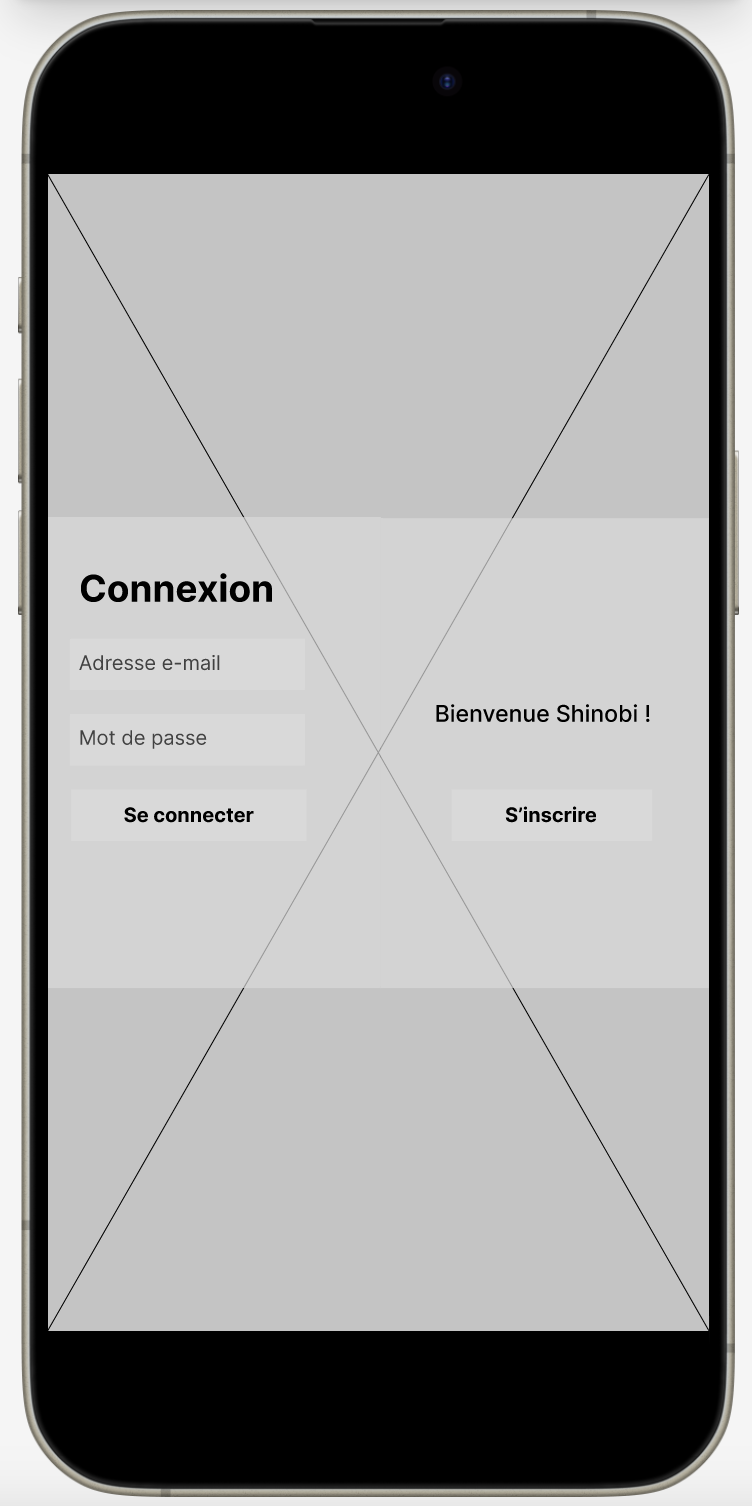 Connexion
Adresse e-mail
Mot de passe
Se connecter
Bienvenue Shinobi !
S’inscrire